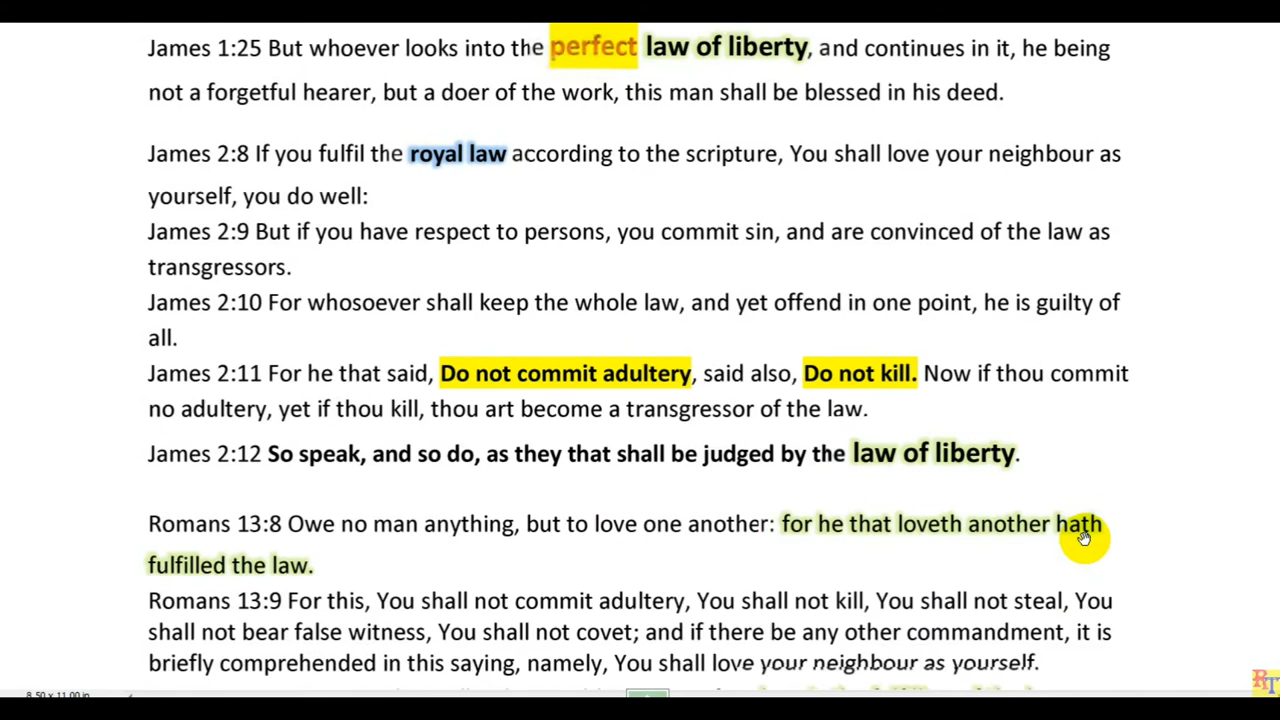 James 1:25 But whoever looks into the perfect law of liberty, and continues in it, he being
not a forgetful hearer, but a doer of the work, this man shall be blessed in his deed.
James 2:8 If you fulfil the royal law according to the scripture, You shall love your neighbour as
yourself, you do well:
James 2:9 But if you have respect to persons, you commit sin, and are convinced of the law as
transgressors.
James 2:10 For whosoever shall keep the whole law, and yet offend in one point, he is guilty of
all.
James 2:11 For he that said, Do not commit adultery, said also, Do not kill. Now if thou commit
no adultery, yet if thou kill, thou art become a transgressor of the law.
James 2:12 So speak, and so do, as they that shall be judged by the law of liberty.
Romans 13:8 Owe no man anything, but to love one another: for he that loveth another hath
fulfilled the law.
Romans 13:9 For this, You shall not commit adultery, You shall not kill, You shall not steal, You
shall not bear false witness, You shall not covet; and if there be any other commandment, it is
briefly comprehended in this saying, namely, You shall love your neighbour as yourself.
8.50 x 11.00 in
RT